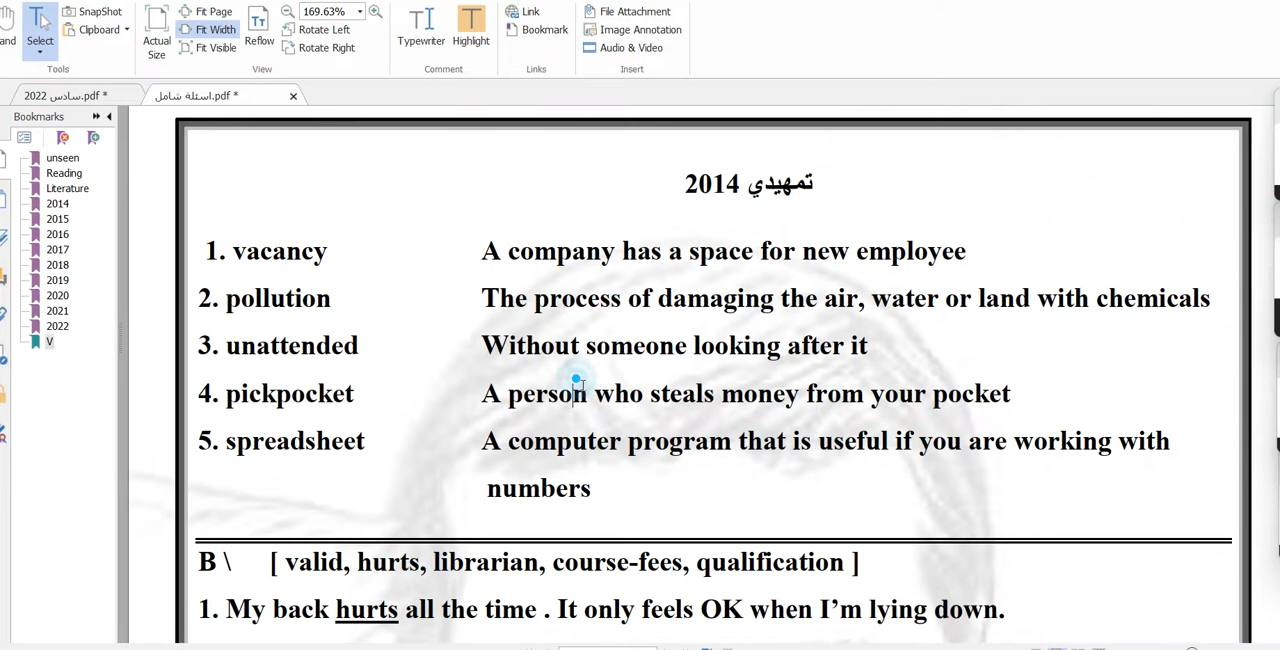 SnapShot
Fit Page
169.63%
Link
File Attachment
and
Select
Clipboard
Actual Size
Fit Width
Reflow
Rotate Left
Typewriter
Highlight
Bookmark
Image Annotation
Fit Visible
Rotate Right
Audio & Video
Tools
View
Comment
Links
Insert
سادس 2022.pdf *
اسئلة شامل.pdf *
Bookmarks
unseen
Reading
Literature
2014
2015
2016
2017
2018
2019
2020
2021
2022
V
تمهيدي 2014
1. vacancy A company has a space for new employee
2. pollution The process of damaging the air, water or land with chemicals
3. unattended Without someone looking after it
4. pickpocket A person who steals money from your pocket
5. spreadsheet A computer program that is useful if you are working with
numbers
B \ [ valid, hurts, librarian, course-fees, qualification ]
1. My back hurts all the time . It only feels OK when I’m lying down.